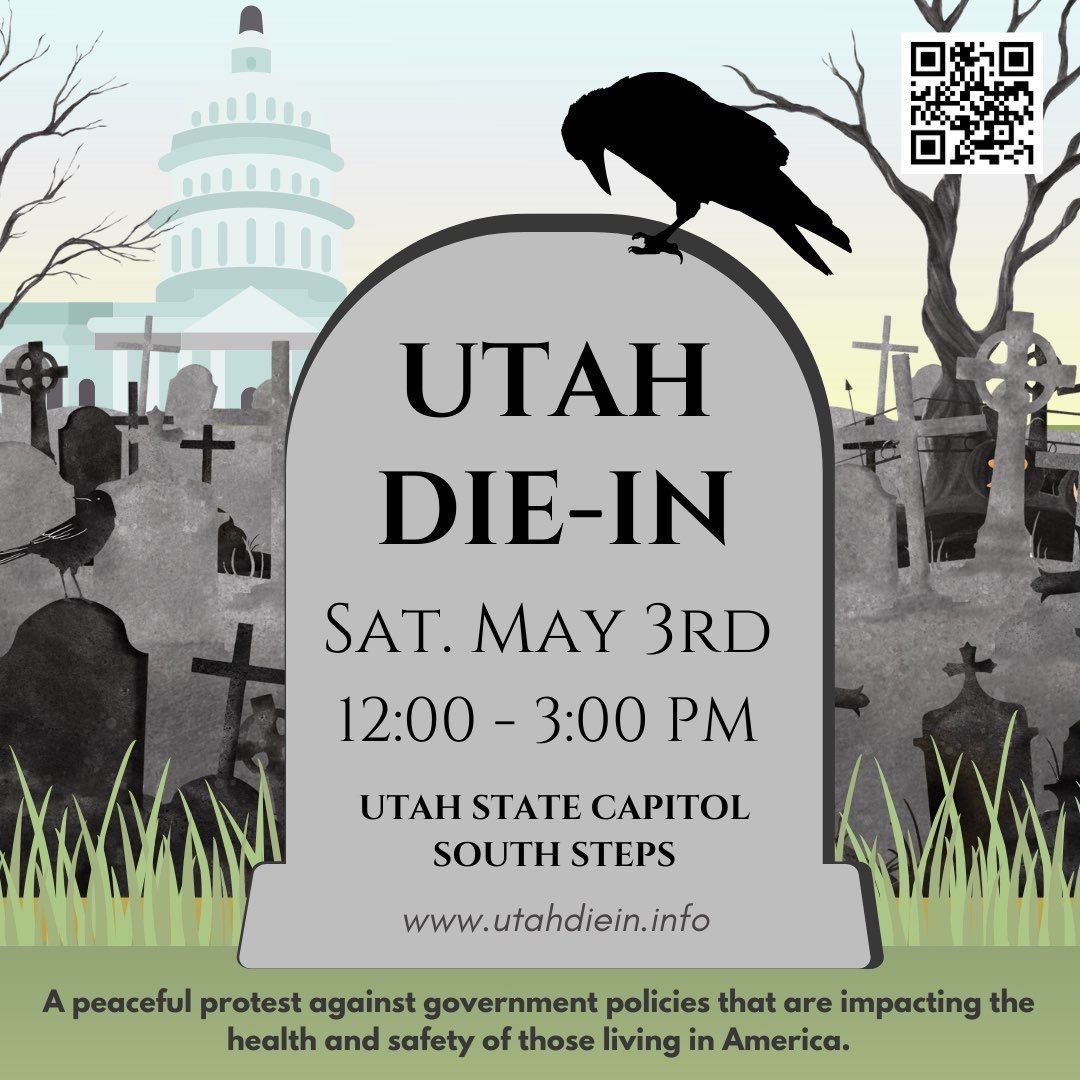 UTAH
DIE-IN
SAT. MAY 3RD
12:00 - 3:00 PM
UTAH STATE CAPITOL
SOUTH STEPS
www.utahdiein.info
A peaceful protest against government policies that are impacting the
health and safety of those living in America.